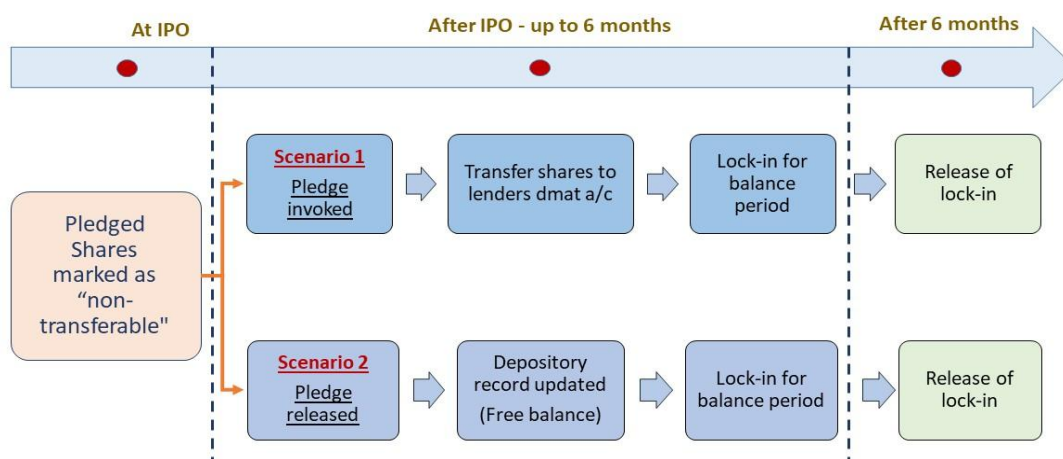 At IPO
After IPO - up to 6 months
After 6 months
Pledged
Shares
marked as
“non-
transferable"
Scenario 1
Pledge
invoked
Transfer shares to
lenders dmat a/c
Lock-in for
balance
period
Release of
lock-in
Scenario 2
Pledge
released
Depository
record updated
(Free balance)
Lock-in for
balance period
Release of
lock-in